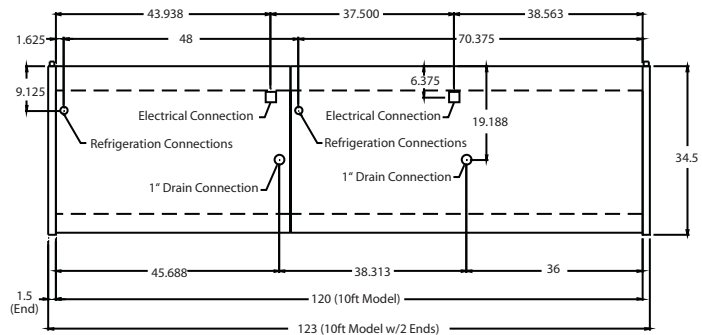 43.938
37.500
38.563
1.625
48
70.375
9.125
6.375
Electrical Connection
Electrical Connection
19.188
Refrigeration Connections
Refrigeration Connections
34.5
1” Drain Connection
1” Drain Connection
45.688
38.313
36
1.5
(End)
120 (10ft Model)
123 (10ft Model w/2 Ends)